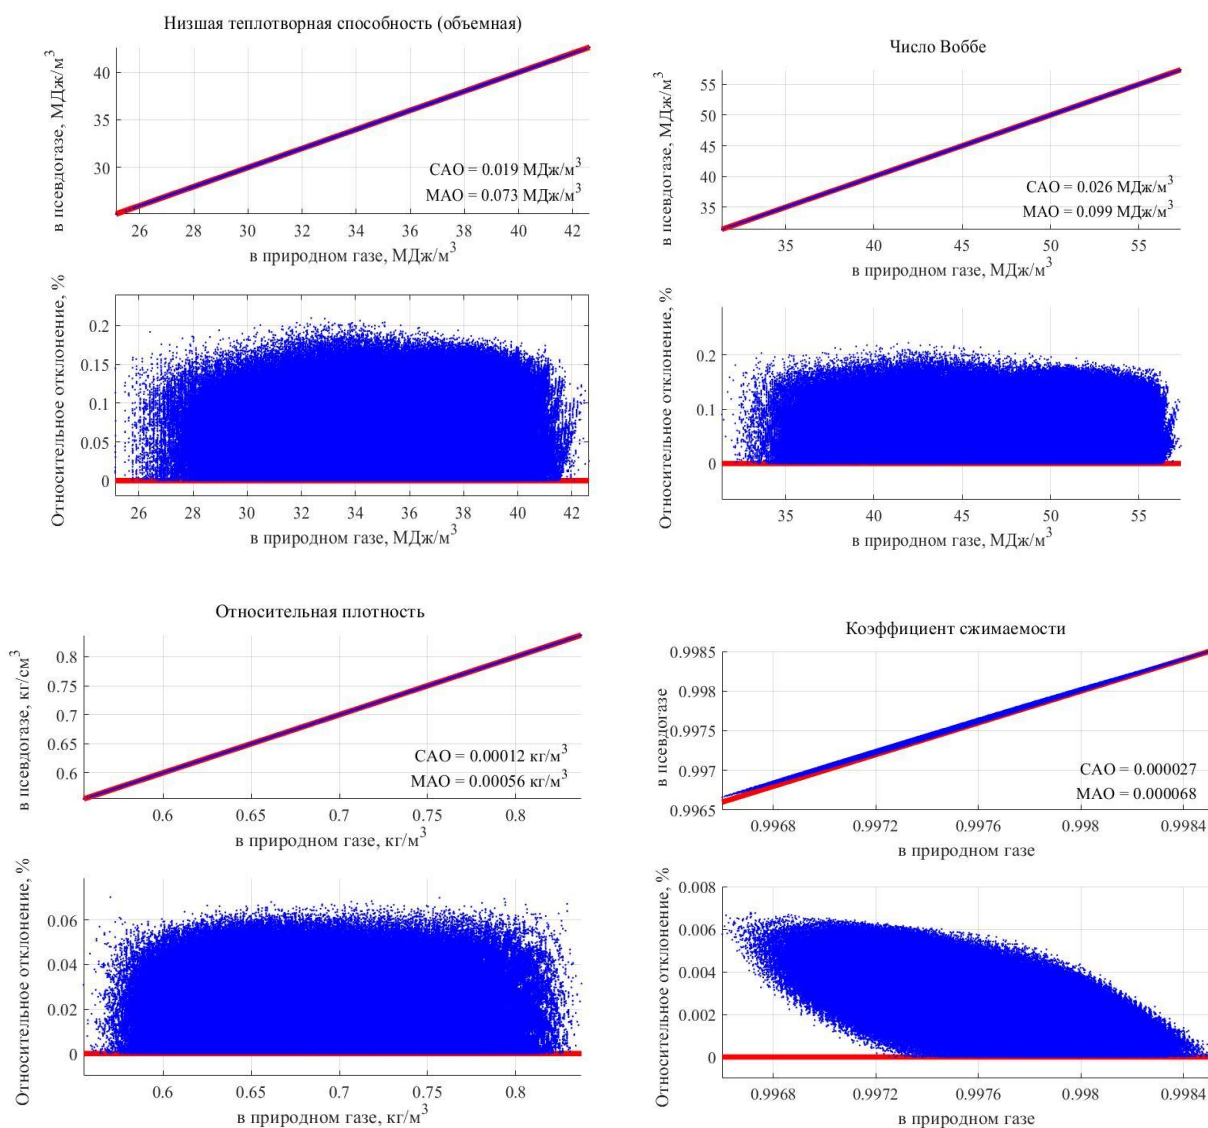 Низшая теплотворная способность (объемная)
в псевдогазе, МДж/м³
40
35
30
САО = 0.019 МДж/м³
МАО = 0.073 МДж/м³
26 28 30 32 34 36 38 40 42
в природном газе, МДж/м³
Относительное отклонение, %
0.2
0.15
0.1
0.05
0
26 28 30 32 34 36 38 40 42
в природном газе, МДж/м³
Число Воббе
в псевдогазе, МДж/м³
55
50
45
40
35
САО = 0.026 МДж/м³
МАО = 0.099 МДж/м³
35 40 45 50 55
в природном газе, МДж/м³
Относительное отклонение, %
0.2
0.1
0
35 40 45 50 55
в природном газе, МДж/м³
Относительная плотность
в псевдогазе, кг/см³
0.8
0.75
0.7
0.65
0.6
САО = 0.00012 кг/м³
МАО = 0.00056 кг/м³
0.6 0.65 0.7 0.75 0.8
в природном газе, кг/м³
Относительное отклонение, %
0.06
0.04
0.02
0
0.6 0.65 0.7 0.75 0.8
в природном газе, кг/м³
Коэффициент сжимаемости
в псевдогазе
0.9985
0.998
0.9975
0.997
0.9965
САО = 0.000027
МАО = 0.000068
0.9968 0.9972 0.9976 0.998 0.9984
в природном газе
Относительное отклонение, %
0.008
0.006
0.004
0.002
0
0.9968 0.9972 0.9976 0.998 0.9984
в природном газе